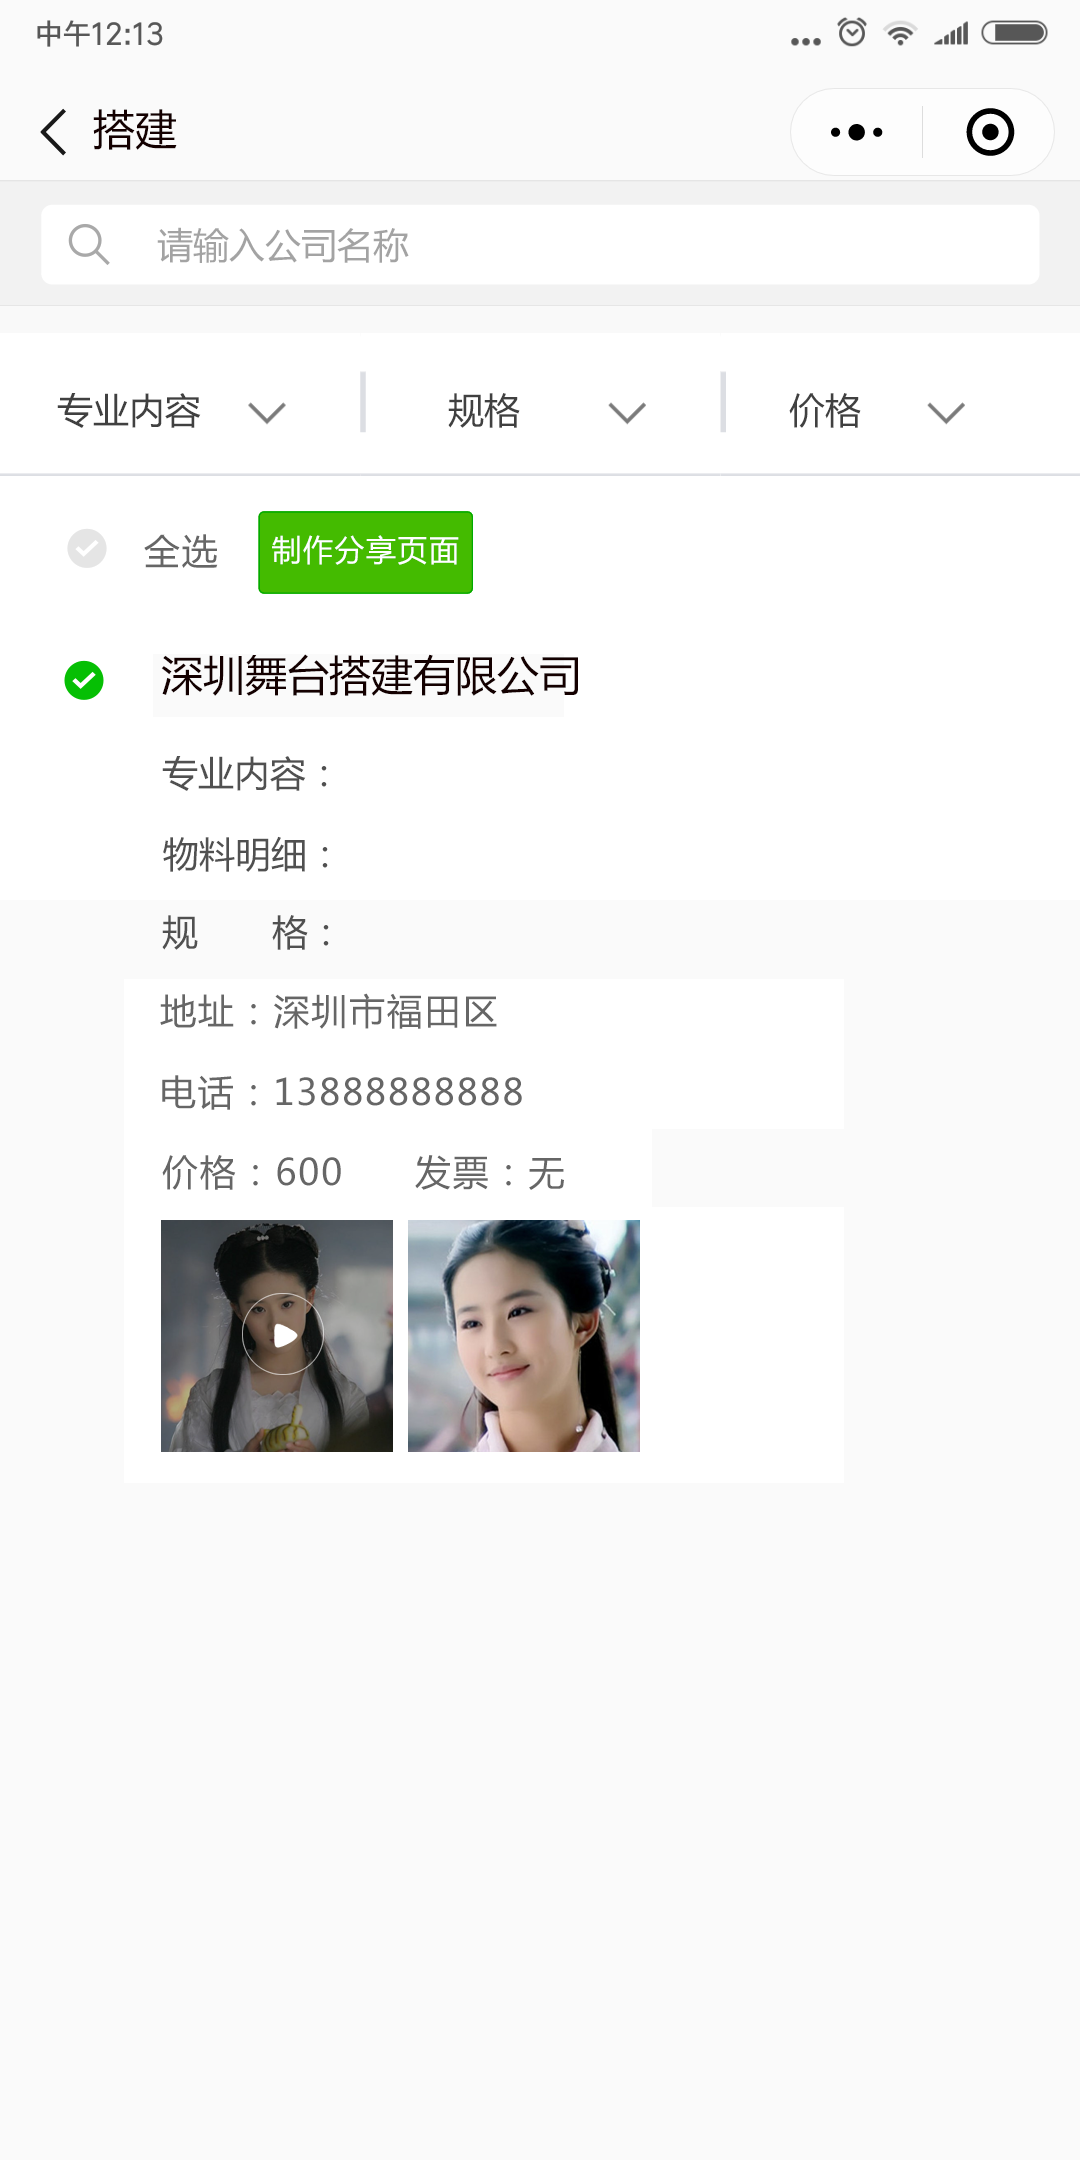 中午12:13
搭建
请输入公司名称
专业内容 规格 价格
全选 制作分享页面
深圳舞台搭建有限公司
专业内容：
物料明细：
规 格：
地址：深圳市福田区
电话：13888888888
价格：600 发票：无